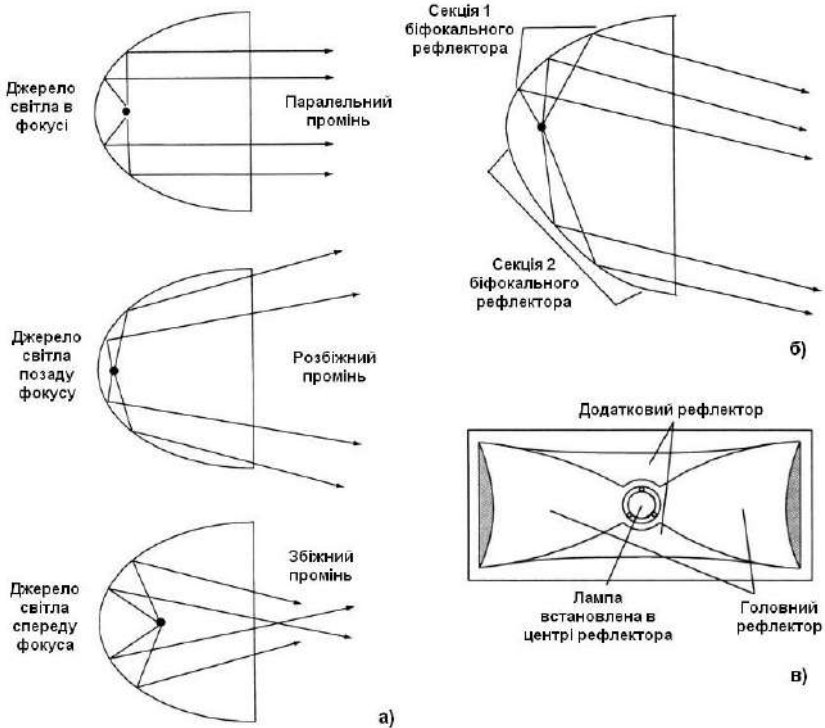 Джерело
світла в
фокусі
Паралельний
промінь
Джерело
світла
позаду
фокусу
Розбіжний
промінь
Джерело
світла
спереду
фокуса
Збіжний
промінь
а)
Секція 1
біфокального
рефлектора
Секція 2
біфокального
рефлектора
б)
Додатковий рефлектор
Лампа
встановлена в
центрі рефлектора
Головний
рефлектор
в)